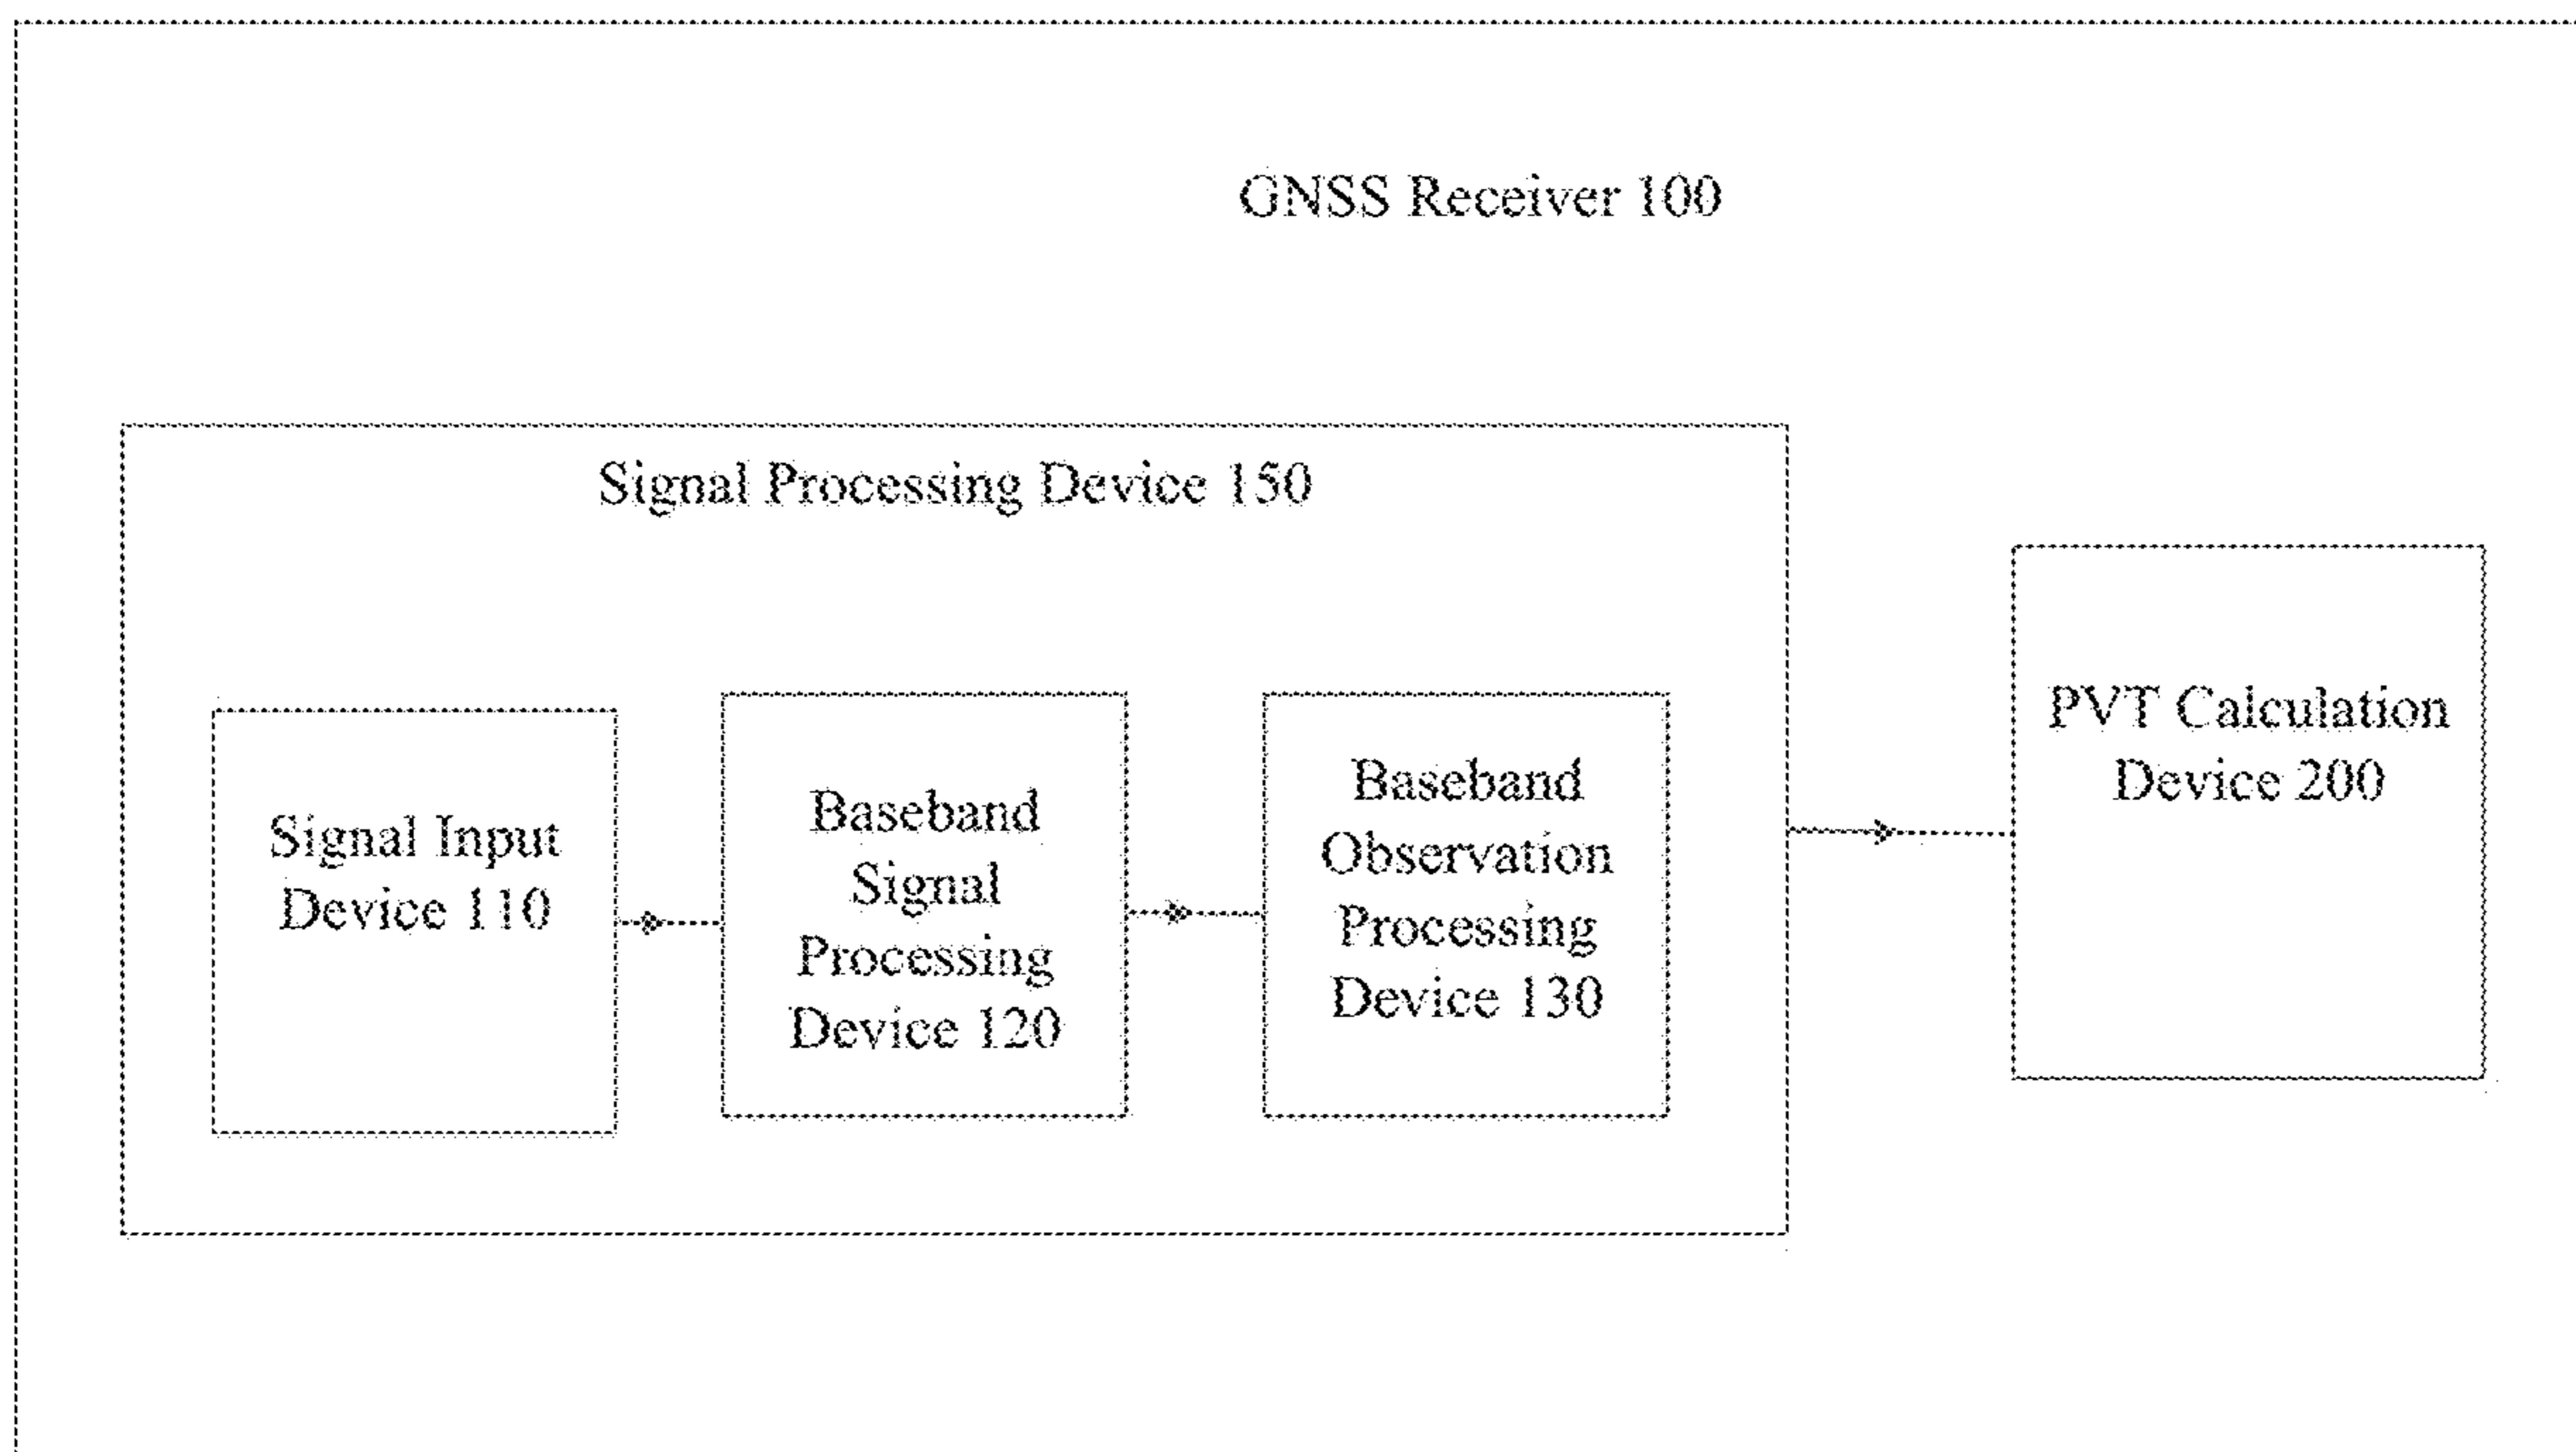 GNSS Receiver 100
Signal Processing Device 150
Signal Input
Device 110
Baseband
Signal
Processing
Device 120
Baseband
Observation
Processing
Device 130
PVT Calculation
Device 200